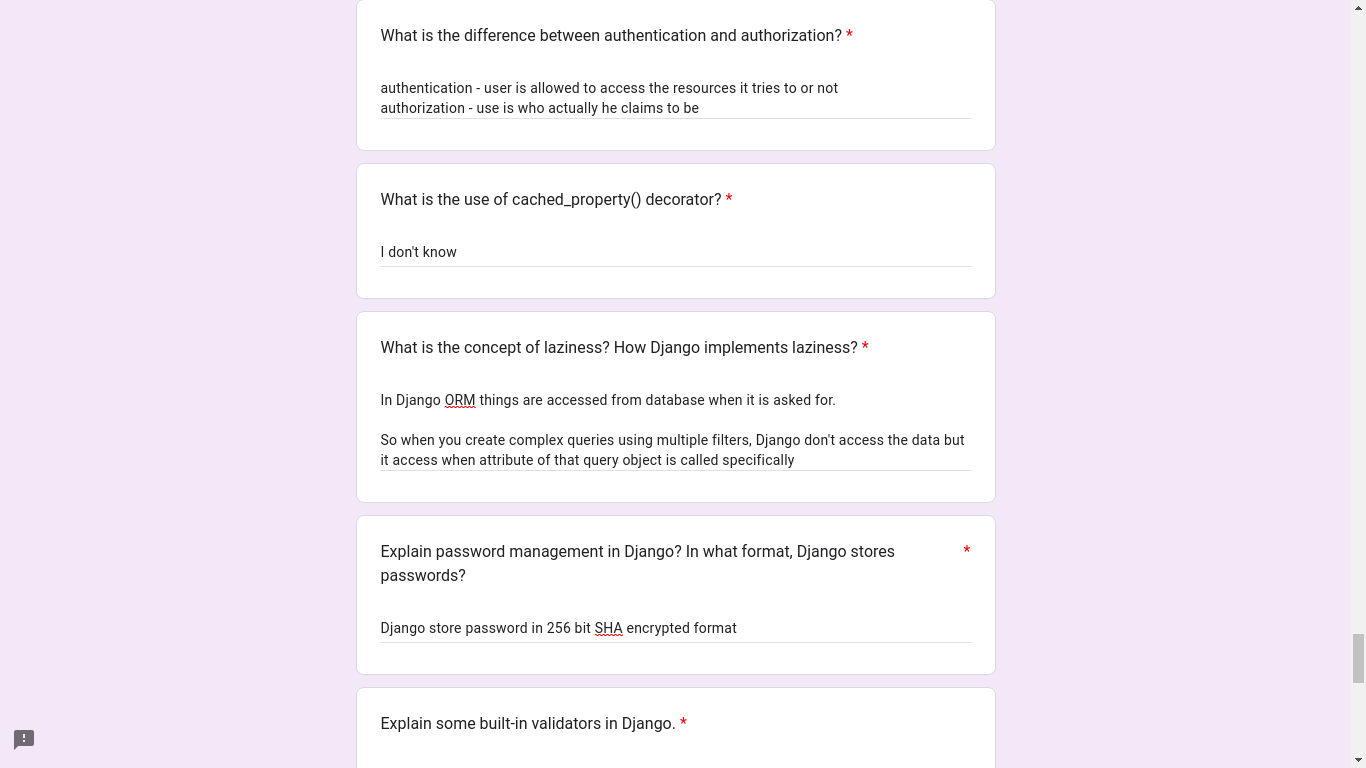 What is the difference between authentication and authorization? *
authentication - user is allowed to access the resources it tries to or not
authorization - use is who actually he claims to be
What is the use of cached_property() decorator? *
I don't know
What is the concept of laziness? How Django implements laziness? *
In Django ORM things are accessed from database when it is asked for.
So when you create complex queries using multiple filters, Django don't access the data but
it access when attribute of that query object is called specifically
Explain password management in Django? In what format, Django stores *
passwords?
Django store password in 256 bit SHA encrypted format
Explain some built-in validators in Django. *